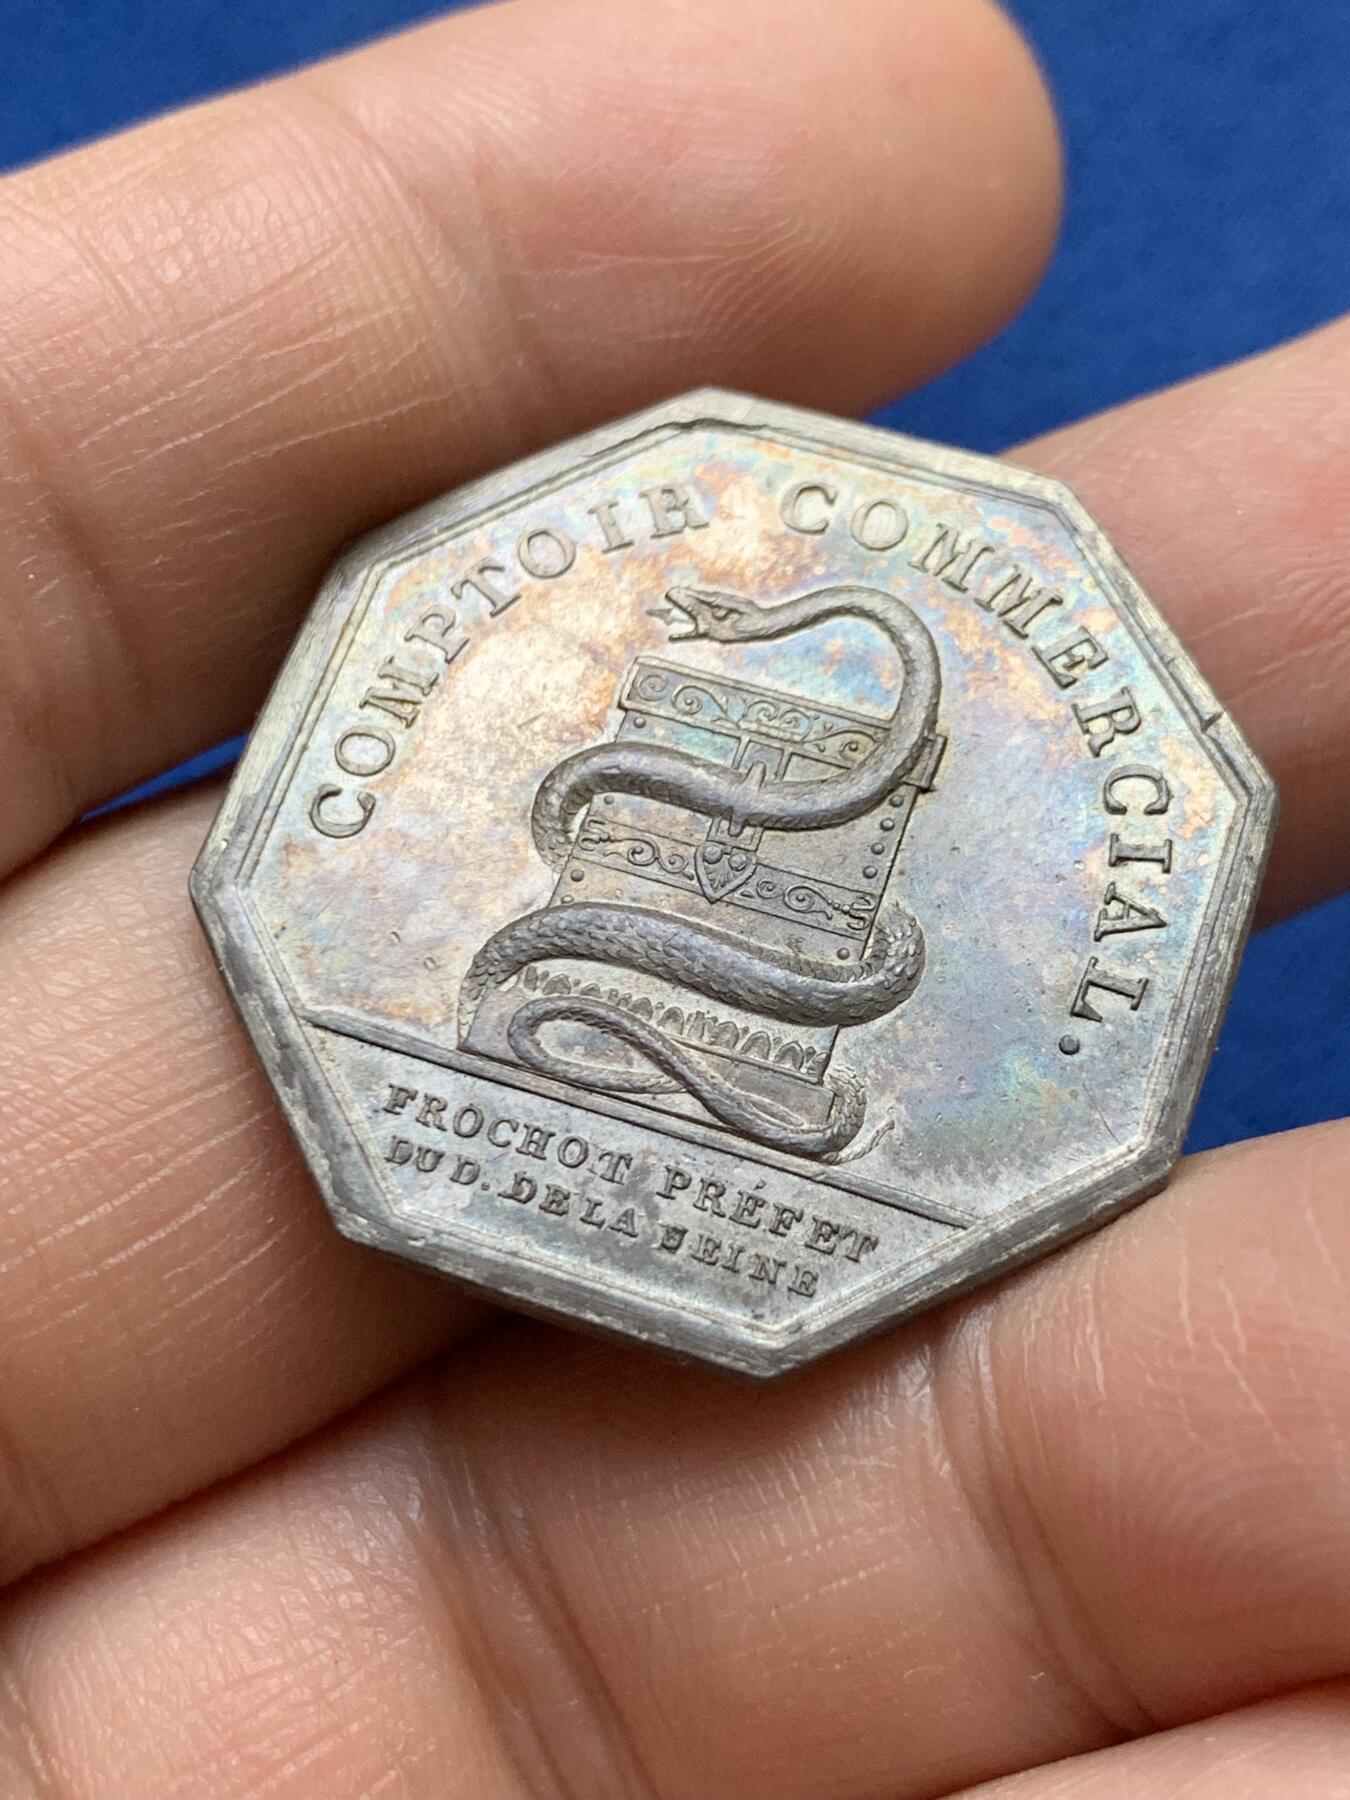 COMPTOIR COMMERCIAL.
FROCHOT PRÉFET
DU D. DE LA SEINE